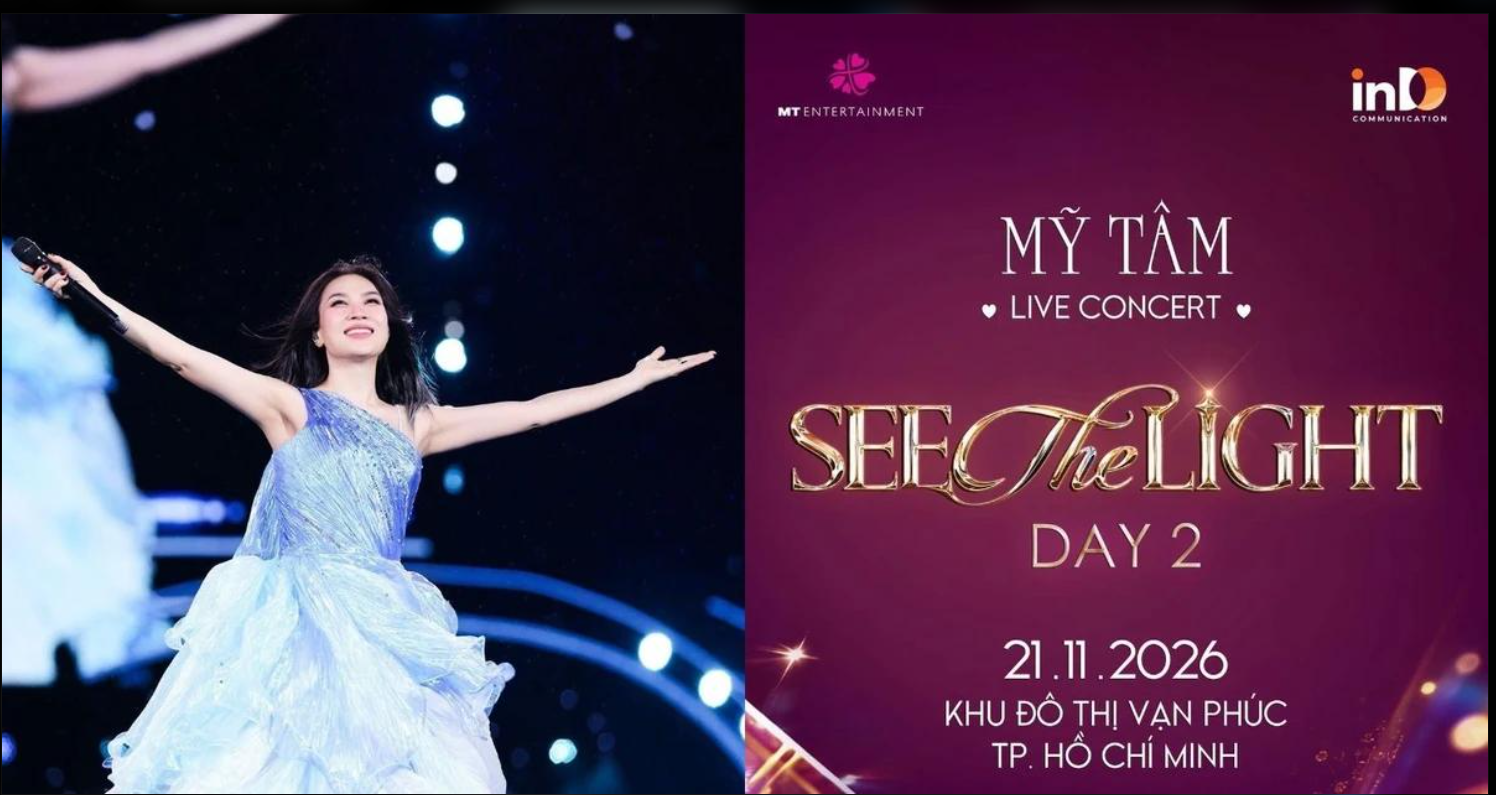 MT ENTERTAINMENT
inD
COMMUNICATION
MỸ TÂM
LIVE CONCERT
SEE The LIGHT
DAY 2
21.11.2026
KHU ĐÔ THỊ VẠN PHÚC
TP. HỒ CHÍ MINH